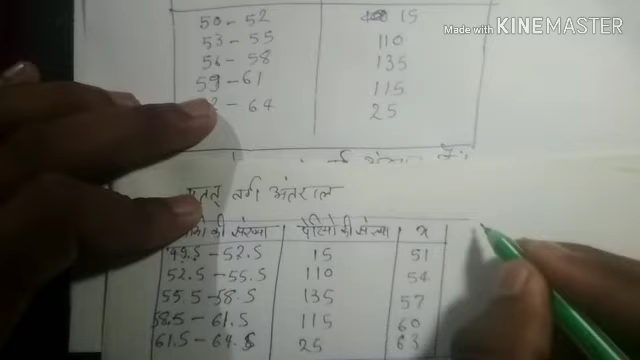 Made with KINEMASTER
50 - 52 15
53 - 55 110
56 - 58 135
59 - 61 115
- 64 25
वर्ग अंतराल
की संख्या पेटियों की संख्या x
49.5 - 52.5 15 51
52.5 - 55.5 110 54
55.5 - 58.5 135 57
58.5 - 61.5 115 60
61.5 - 64.5 25 63